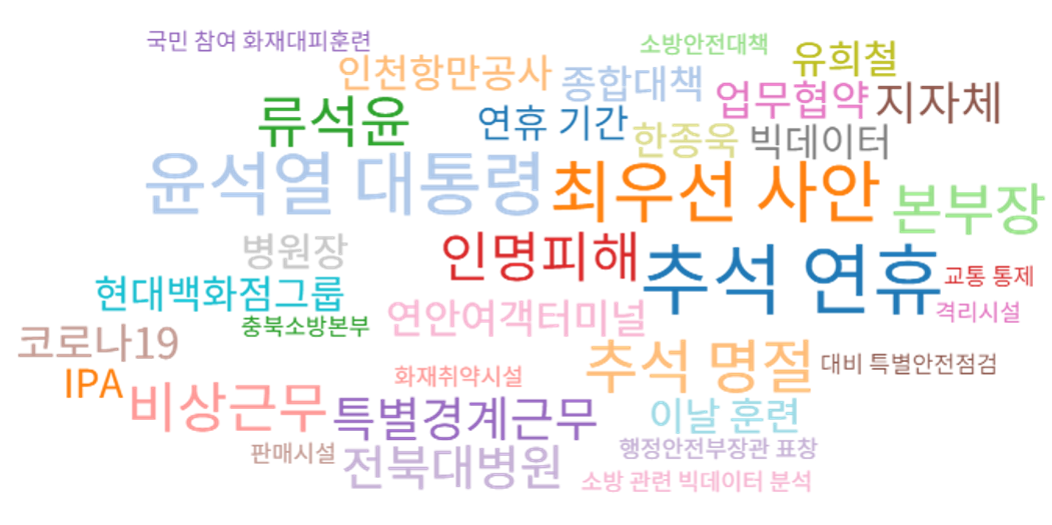 국민 참여 화재대피훈련
소방안전대책
유희철
인천항만공사
종합대책
업무협약
지자체
류석윤
연휴 기간
한종욱
빅데이터
윤석열 대통령
최우선 사안
본부장
병원장
인명피해
추석 연휴
교통 통제
현대백화점그룹
연안여객터미널
격리시설
충북소방본부
코로나19
추석 명절
대비 특별안전점검
IPA
화재취약시설
비상근무
특별경계근무
이날 훈련
판매시설
전북대병원
행정안전부장관 표창
소방 관련 빅데이터 분석